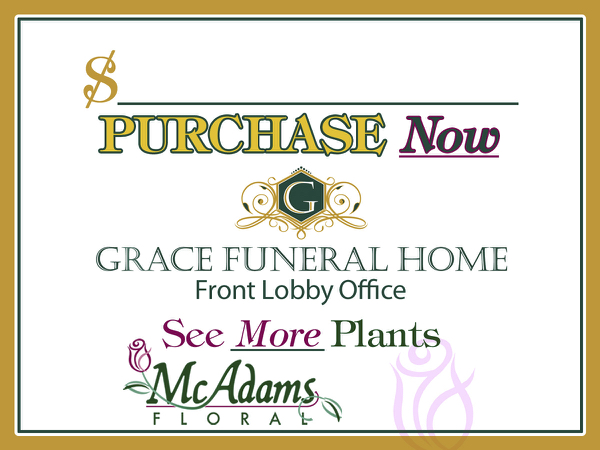 $
PURCHASE Now
G
GRACE FUNERAL HOME
Front Lobby Office
See More Plants
McAdams
FLORAL